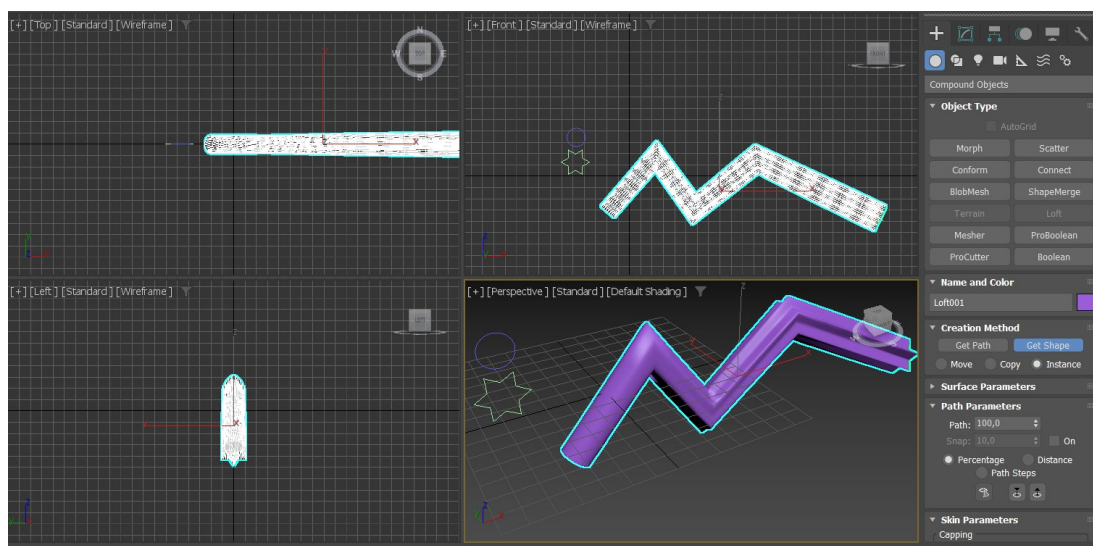 [+] [Top] [Standard] [Wireframe]
N
W TOP E
S
Y
Z X
[+] [Front] [Standard] [Wireframe]
FRONT
[+] [Left] [Standard] [Wireframe]
LEFT
Z
X
[+] [Perspective] [Standard] [Default Shading]
Z
X
Compound Objects
Object Type
AutoGrid
Morph Scatter
Conform Connect
BlobMesh ShapeMerge
Terrain Loft
Mesher ProBoolean
ProCutter Boolean
Name and Color
Loft001
Creation Method
Get Path Get Shape
Move Copy Instance
Surface Parameters
Path Parameters
Path: 100,0
Snap: 10,0 On
Percentage Distance
Path Steps
Skin Parameters
Capping